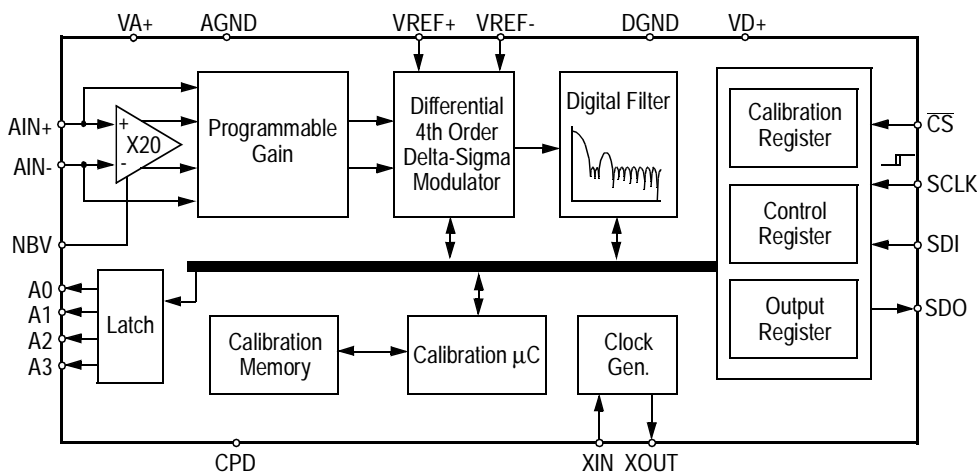 VA+
AGND
VREF+
VREF-
DGND
VD+
AIN+
AIN-
NBV
+
X20
-
Programmable
Gain
Differential
4th Order
Delta-Sigma
Modulator
Digital Filter
Calibration
Register
Control
Register
Output
Register
CS
SCLK
SDI
SDO
A0
A1
A2
A3
Latch
Calibration
Memory
Calibration µC
Clock
Gen.
CPD
XIN
XOUT